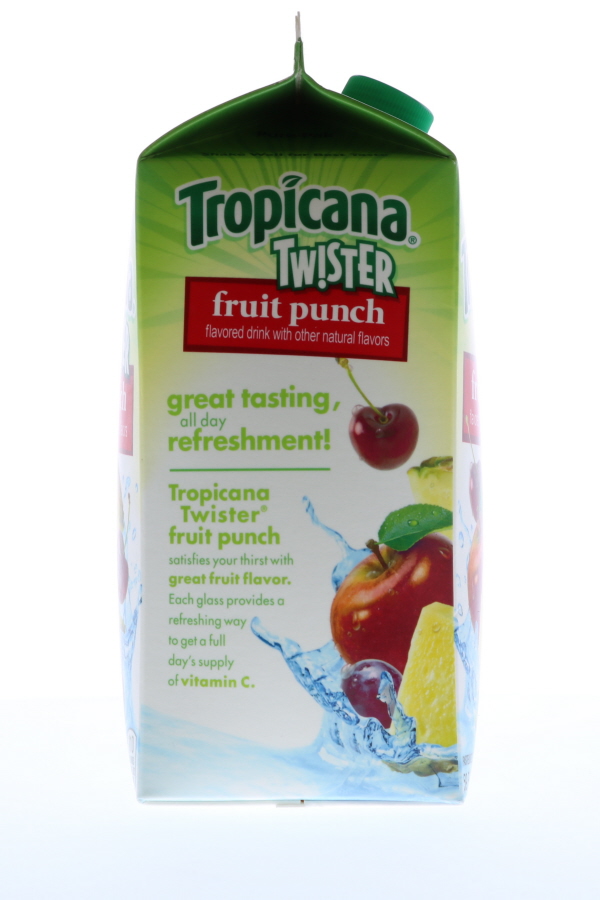 Tropicana®
TWISTER
fruit punch
flavored drink with other natural flavors
great tasting,
all day
refreshment!
Tropicana
Twister®
fruit punch
satisfies your thirst with
great fruit flavor.
Each glass provides a
refreshing way
to get a full
day's supply
of vitamin C.